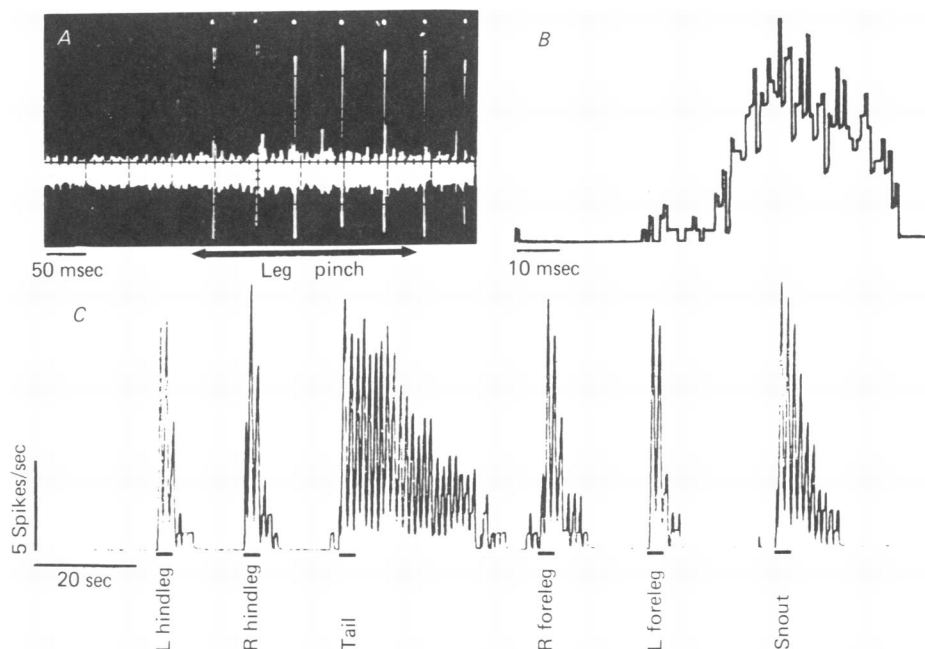 A
B
50 msec
Leg pinch
10 msec
C
5 Spikes/sec
20 sec
L hindleg
R hindleg
Tail
R foreleg
L foreleg
Snout